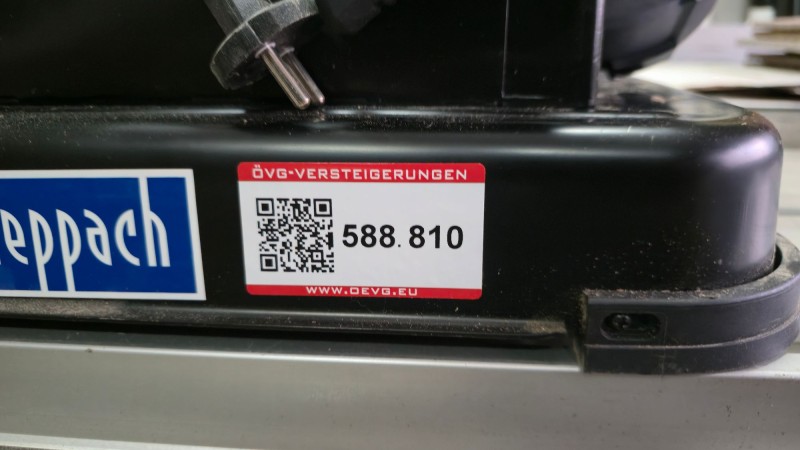 ÖVG-VERSTEIGERUNGEN
eppach
588.810
WWW.OEVG.EU